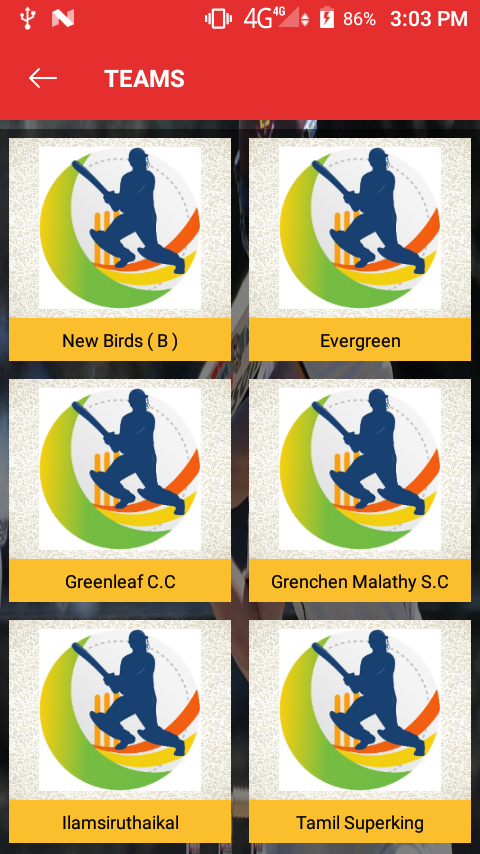 4G 4G 86% 3:03 PM
TEAMS
New Birds ( B )
Evergreen
Greenleaf C.C
Grenchen Malathy S.C
Ilamsiruthaikal
Tamil Superking